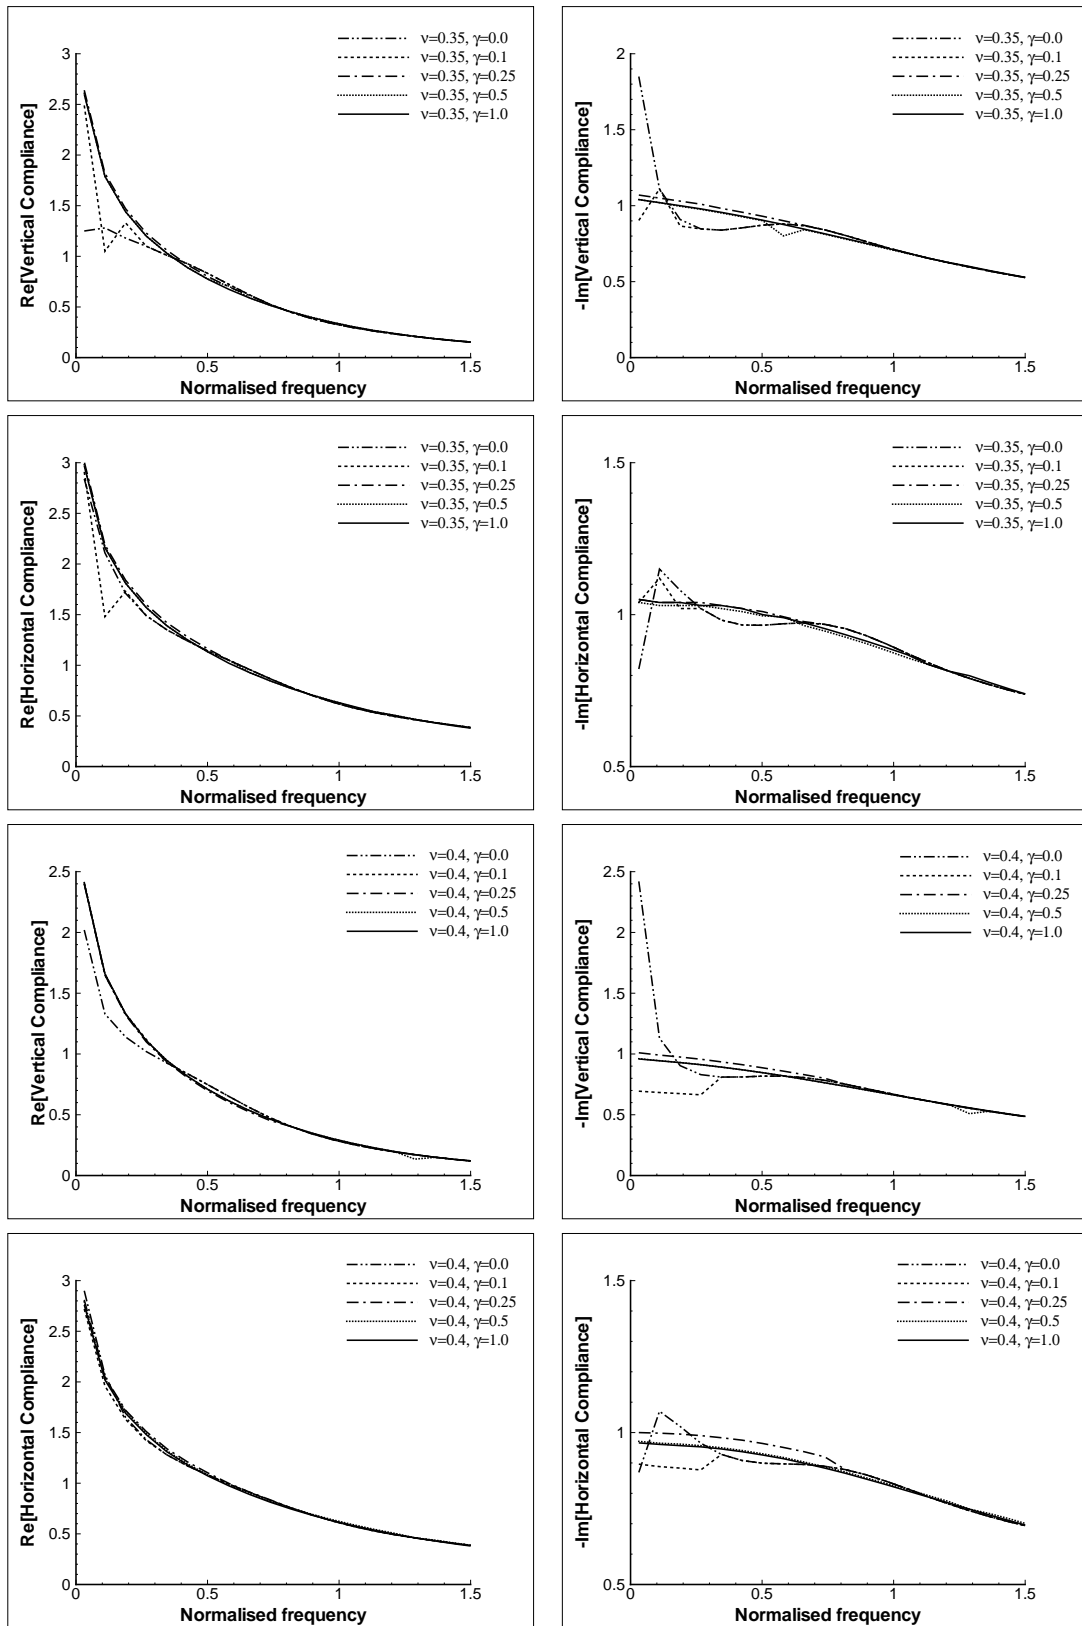 ν=0.35, γ=0.0
ν=0.35, γ=0.1
ν=0.35, γ=0.25
ν=0.35, γ=0.5
ν=0.35, γ=1.0
Re[Vertical Compliance]
3
2.5
2
1.5
1
0.5
0
0 0.5 1 1.5
Normalised frequency
ν=0.35, γ=0.0
ν=0.35, γ=0.1
ν=0.35, γ=0.25
ν=0.35, γ=0.5
ν=0.35, γ=1.0
-Im[Vertical Compliance]
2
1.5
1
0.5
0
0 0.5 1 1.5
Normalised frequency
ν=0.35, γ=0.0
ν=0.35, γ=0.1
ν=0.35, γ=0.25
ν=0.35, γ=0.5
ν=0.35, γ=1.0
Re[Horizontal Compliance]
3
2.5
2
1.5
1
0.5
0
0 0.5 1 1.5
Normalised frequency
ν=0.35, γ=0.0
ν=0.35, γ=0.1
ν=0.35, γ=0.25
ν=0.35, γ=0.5
ν=0.35, γ=1.0
-Im[Horizontal Compliance]
1.5
1
0.5
0 0.5 1 1.5
Normalised frequency
ν=0.4, γ=0.0
ν=0.4, γ=0.1
ν=0.4, γ=0.25
ν=0.4, γ=0.5
ν=0.4, γ=1.0
Re[Vertical Compliance]
2.5
2
1.5
1
0.5
0
0 0.5 1 1.5
Normalised frequency
ν=0.4, γ=0.0
ν=0.4, γ=0.1
ν=0.4, γ=0.25
ν=0.4, γ=0.5
ν=0.4, γ=1.0
-Im[Vertical Compliance]
2.5
2
1.5
1
0.5
0
0 0.5 1 1.5
Normalised frequency
ν=0.4, γ=0.0
ν=0.4, γ=0.1
ν=0.4, γ=0.25
ν=0.4, γ=0.5
ν=0.4, γ=1.0
Re[Horizontal Compliance]
3
2.5
2
1.5
1
0.5
0
0 0.5 1 1.5
Normalised frequency
ν=0.4, γ=0.0
ν=0.4, γ=0.1
ν=0.4, γ=0.25
ν=0.4, γ=0.5
ν=0.4, γ=1.0
-Im[Horizontal Compliance]
1.5
1
0.5
0 0.5 1 1.5
Normalised frequency